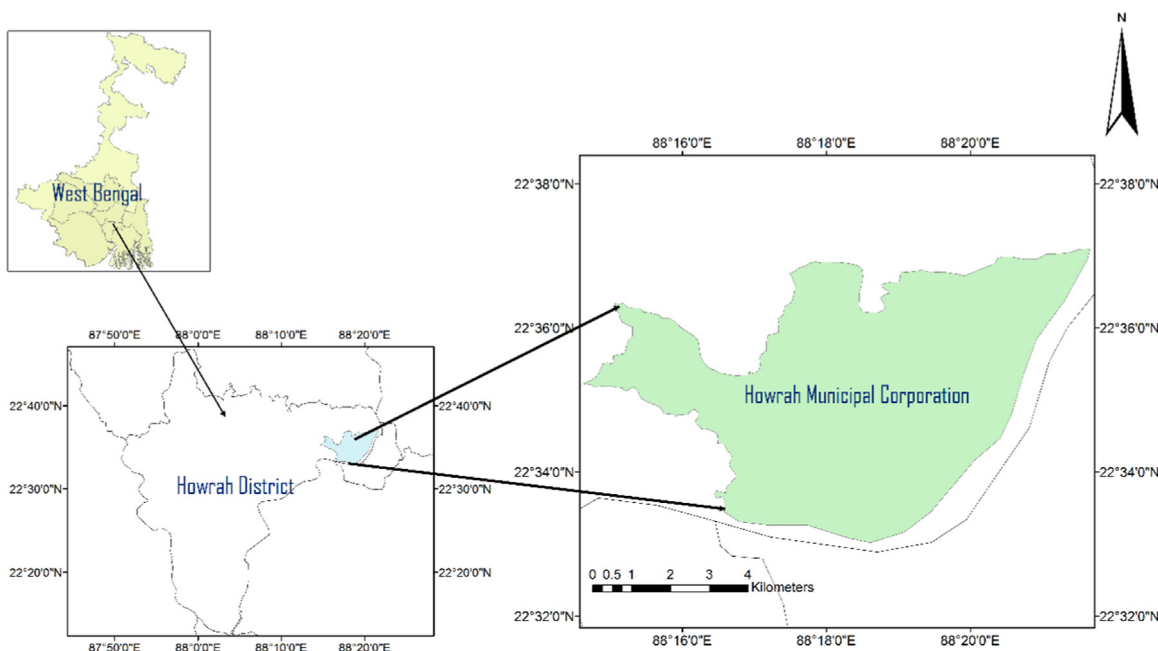 N
West Bengal
87°50'0"E 88°0'0"E 88°10'0"E 88°20'0"E
22°40'0"N 22°40'0"N
Howrah District
22°30'0"N 22°30'0"N
22°20'0"N 22°20'0"N
87°50'0"E 88°0'0"E 88°10'0"E 88°20'0"E
88°16'0"E 88°18'0"E 88°20'0"E
22°38'0"N 22°38'0"N
22°36'0"N 22°36'0"N
Howrah Municipal Corporation
22°34'0"N 22°34'0"N
0 0.5 1 2 3 4
Kilometers
22°32'0"N 22°32'0"N
88°16'0"E 88°18'0"E 88°20'0"E